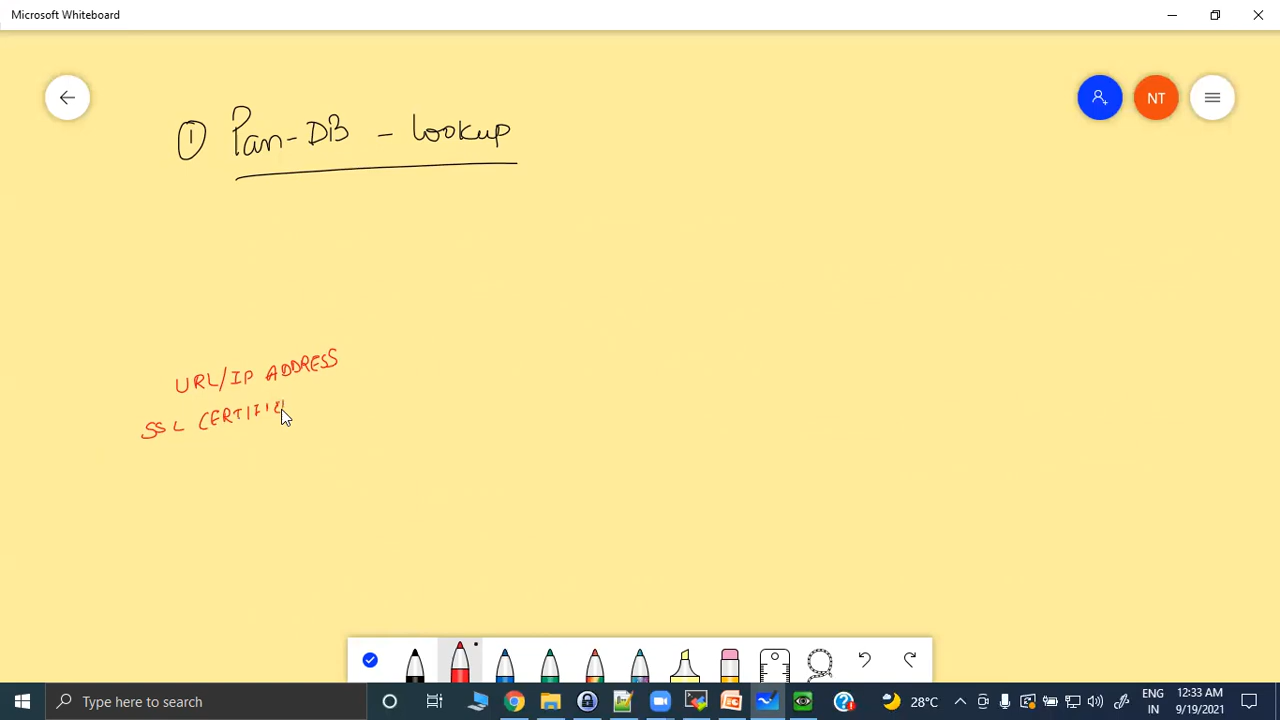 Microsoft Whiteboard
NT
① Pan-DB - lookup
URL/IP ADDRESS
SSL CERTIFI
Type here to search
28°C
ENG
IN
12:33 AM
9/19/2021